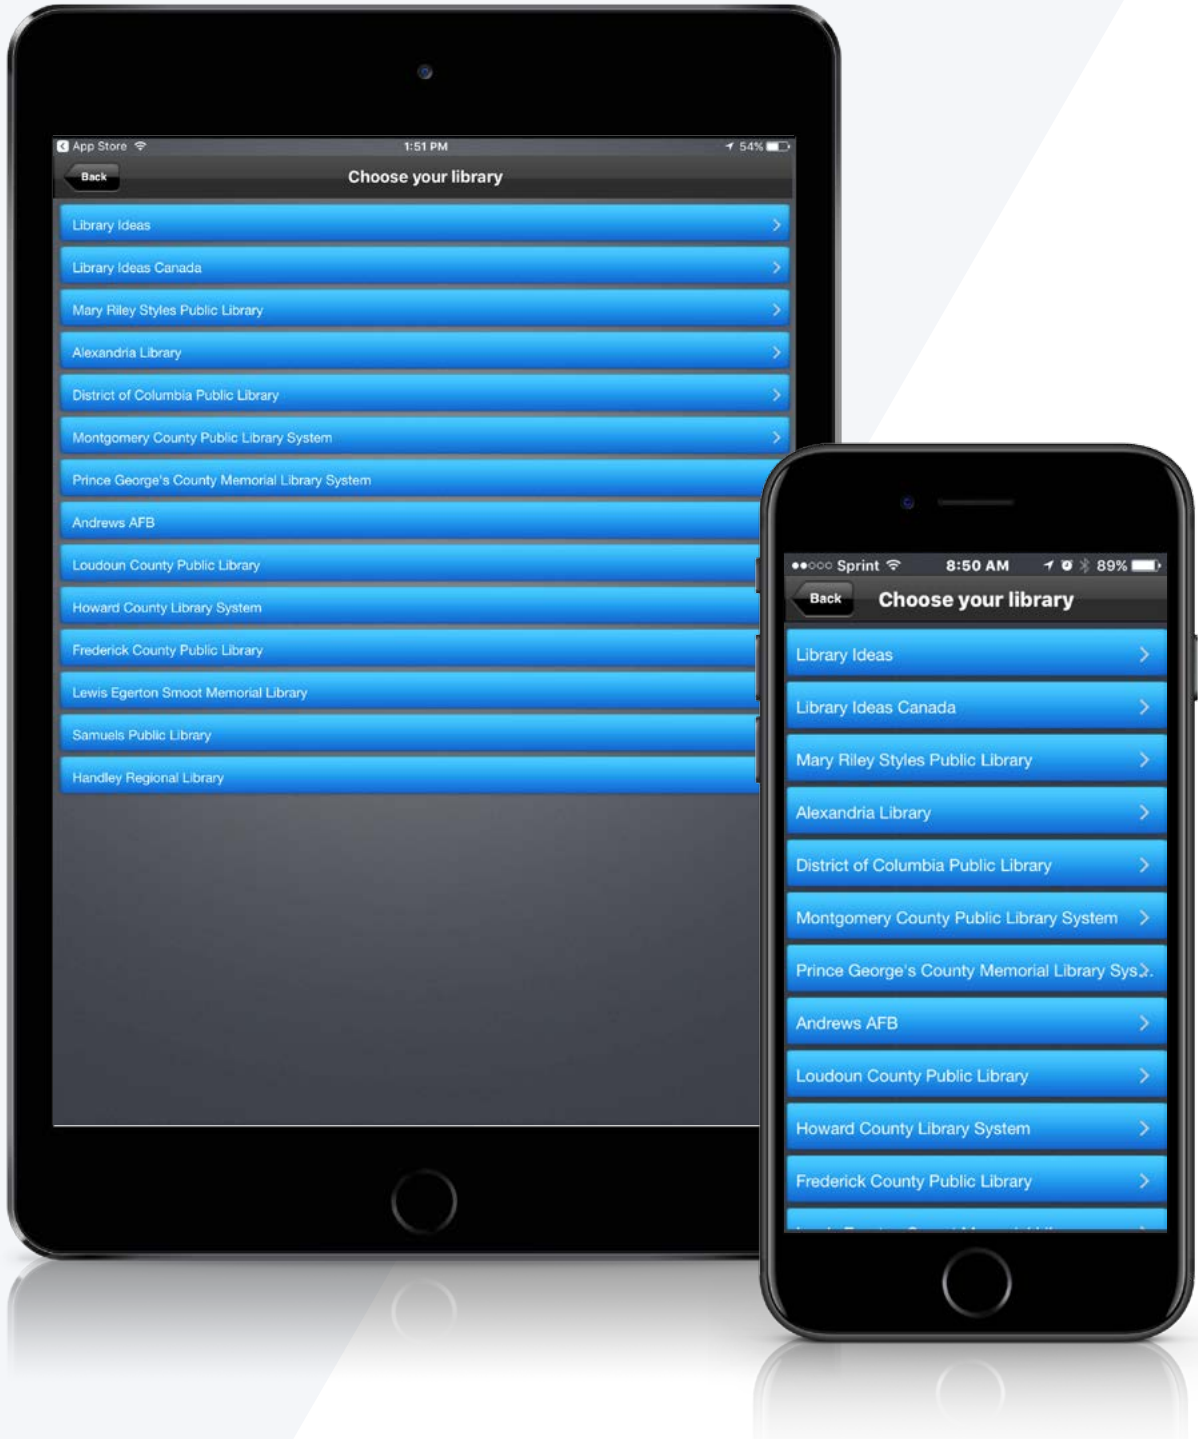 App Store 1:51 PM 54%
Back Choose your library
Library Ideas
Library Ideas Canada
Mary Riley Styles Public Library
Alexandria Library
District of Columbia Public Library
Montgomery County Public Library System
Prince George's County Memorial Library System
Andrews AFB
Loudoun County Public Library
Howard County Library System
Frederick County Public Library
Lewis Egerton Smoot Memorial Library
Samuels Public Library
Handley Regional Library
Sprint 8:50 AM 89%
Back Choose your library
Library Ideas
Library Ideas Canada
Mary Riley Styles Public Library
Alexandria Library
District of Columbia Public Library
Montgomery County Public Library System
Prince George's County Memorial Library Sys...
Andrews AFB
Loudoun County Public Library
Howard County Library System
Frederick County Public Library